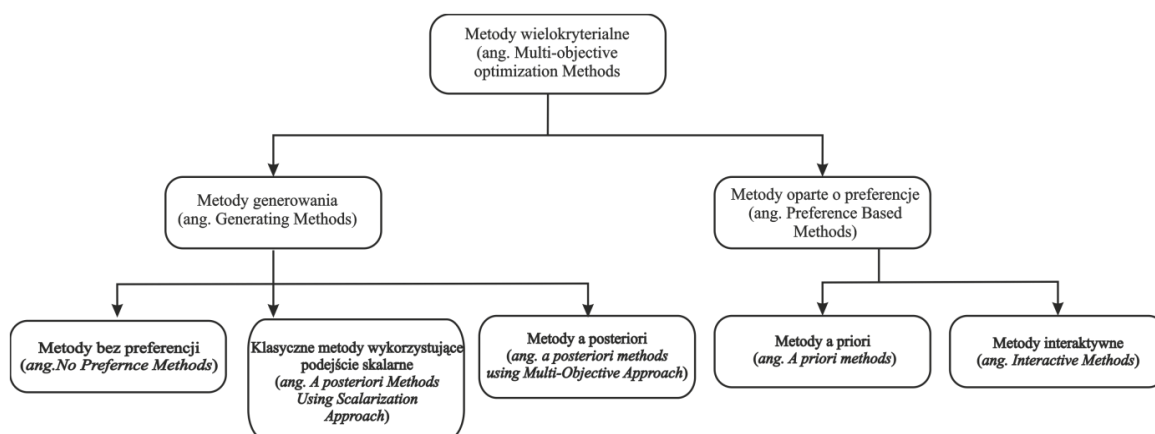 Metody wielokryterialne
(ang. Multi-objective
optimization Methods
Metody generowania
(ang. Generating Methods)
Metody oparte o preferencje
(ang. Preference Based
Methods)
Metody bez preferencji
(ang.No Prefernce Methods)
Klasyczne metody wykorzystujące
podejście skalarne
(ang. A posteriori Methods
Using Scalarization
Approach)
Metody a posteriori
(ang. a posteriori methods
using Multi-Objective Approach)
Metody a priori
(ang. A priori methods)
Metody interaktywne
(ang. Interactive Methods)